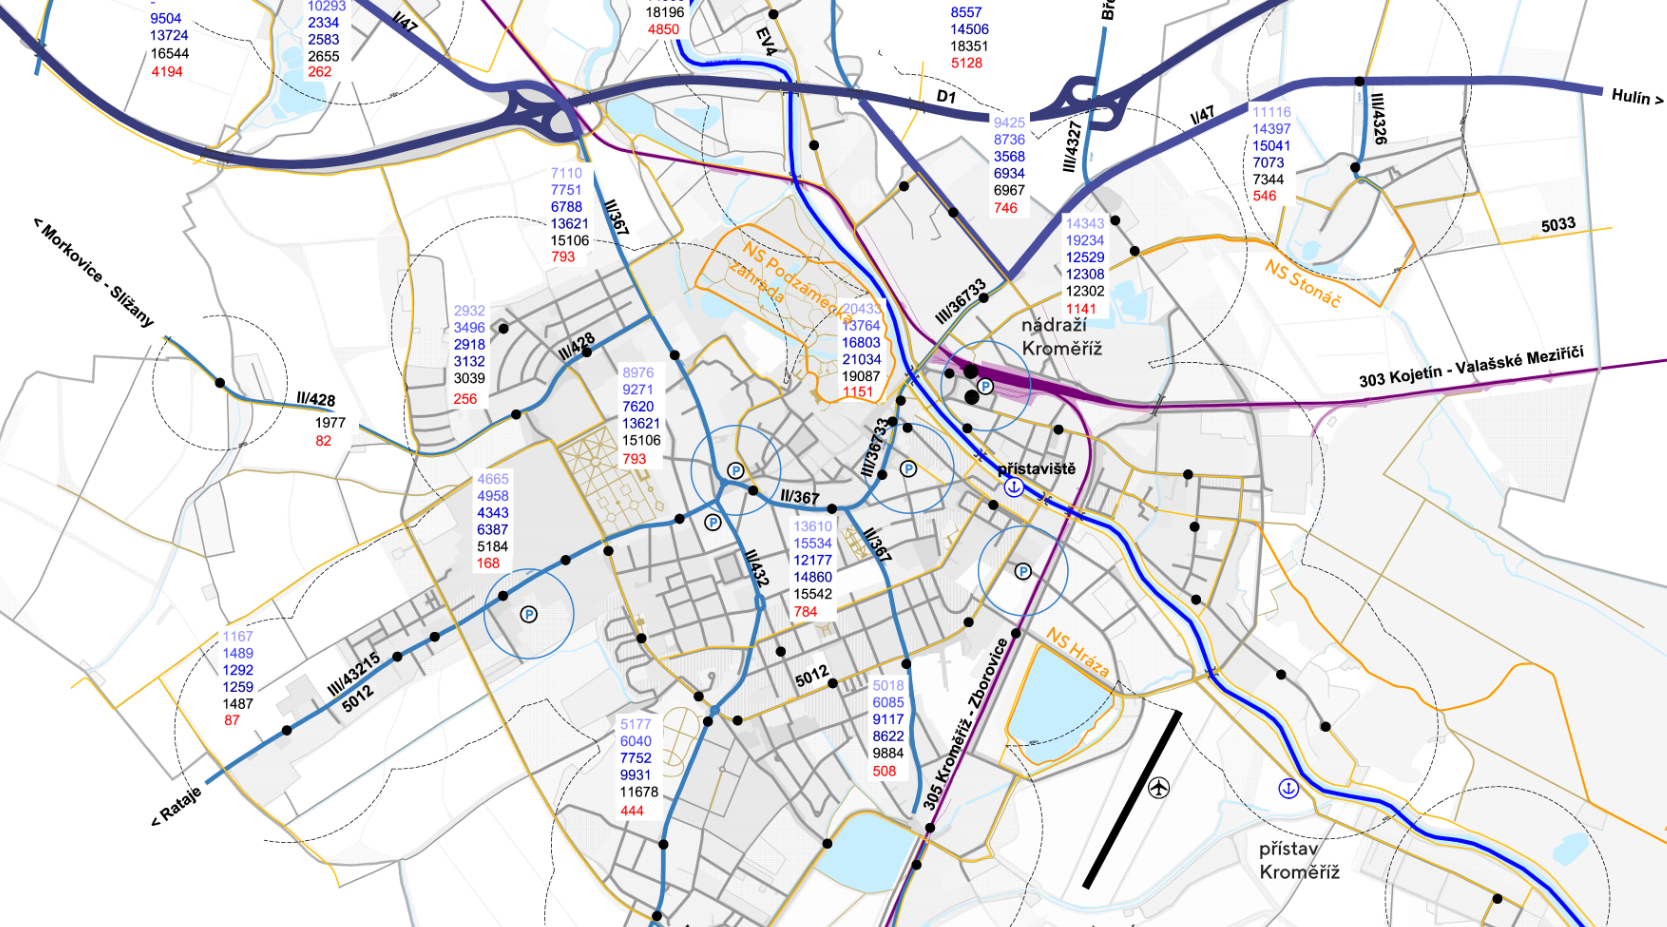 9504
13724
16544
4194
10293
2334
2583
2655
262
I/47
18196
4850
EV4
8557
14506
18351
5128
D1
III/4327
I/47
Hulín >
III/4326
9425
8736
3568
6934
6967
746
11116
14397
15041
7073
7344
546
7110
7751
6788
13621
15106
793
II/367
14343
19234
12529
12308
12302
1141
5033
NS Stonáč
< Morkovice - Slížany
NS Podzámecká
zahrada
III/36733
nádraží
Kroměříž
2932
3496
2918
3132
3039
256
II/428
20433
13764
16803
21034
19087
1151
303 Kojetín - Valašské Meziříčí
8976
9271
7620
13621
15106
793
II/428
1977
82
III/36733
P
P
P
přístaviště
4665
4958
4343
6387
5184
168
II/367
P
13610
15534
12177
14860
15542
784
II/367
II/432
P
P
1167
1489
1292
1259
1487
87
III/43215
5012
5012
NS Hráza
305 Kroměříž - Zborovice
5018
6085
9117
8622
9884
508
5177
6040
7752
9931
11678
444
< Rataje
přístav
Kroměříž